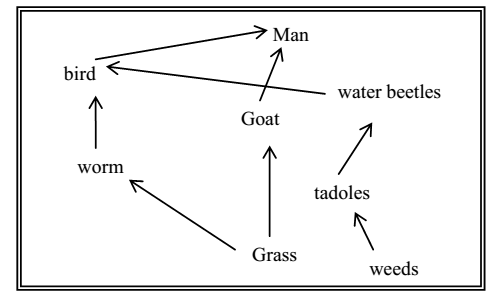 Man
bird
water beetles
Goat
worm
tadoles
Grass
weeds